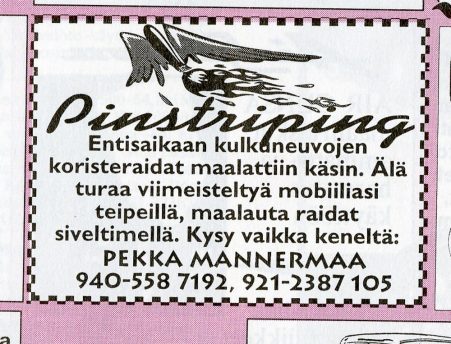 Pinstriping
Entisaikaan kulkuneuvojen
koristeraidat maalattiin käsin. Älä
turaa viimeisteltyä mobiiliasi
teipeillä, maalauta raidat
siveltimellä. Kysy vaikka keneltä:
PEKKA MANNERMAA
940-558 7192, 921-2387 105